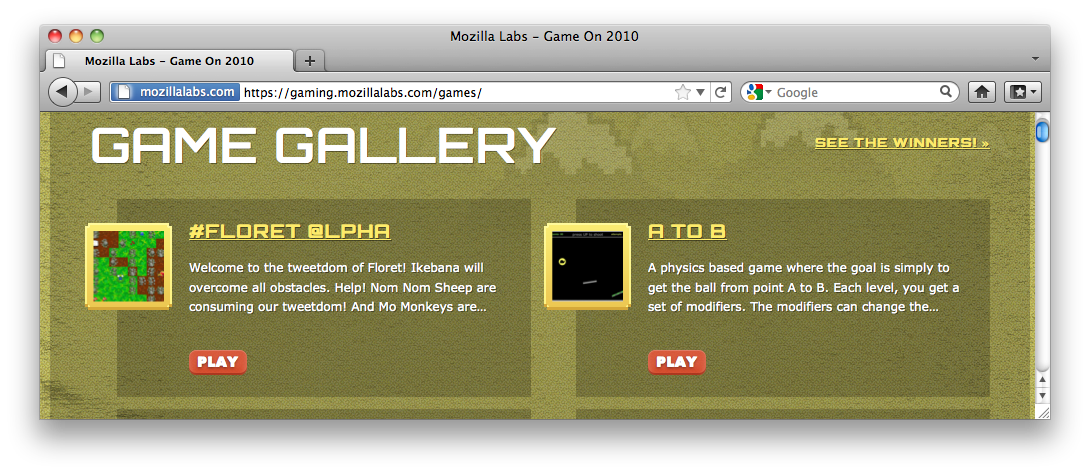 Mozilla Labs – Game On 2010
Mozilla Labs – Game On 2010
mozillalabs.com https://gaming.mozillalabs.com/games/ Google
GAME GALLERY
SEE THE WINNERS! »
#FLORET @LPHA
Welcome to the tweetdom of Floret! Ikebana will
overcome all obstacles. Help! Nom Nom Sheep are
consuming our tweetdom! And Mo Monkeys are...
PLAY
A TO B
A physics based game where the goal is simply to
get the ball from point A to B. Each level, you get a
set of modifiers. The modifiers can change the...
PLAY